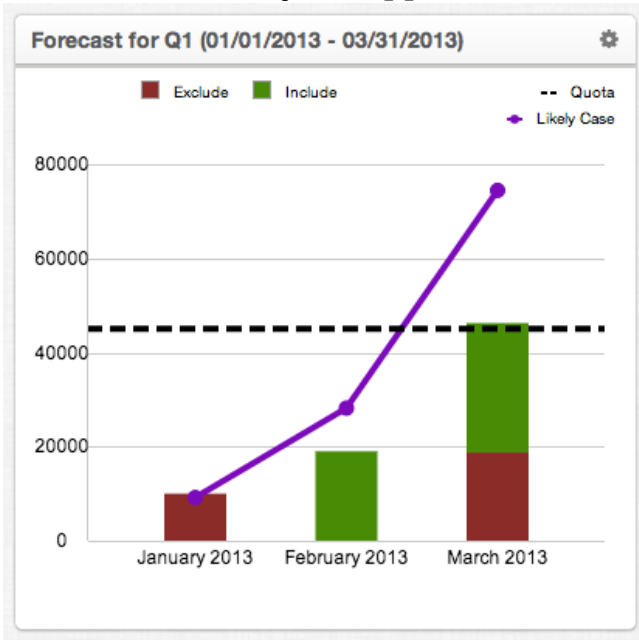 Forecast for Q1 (01/01/2013 - 03/31/2013)
Exclude Include -- Quota
Likely Case
80000
60000
40000
20000
0
January 2013 February 2013 March 2013